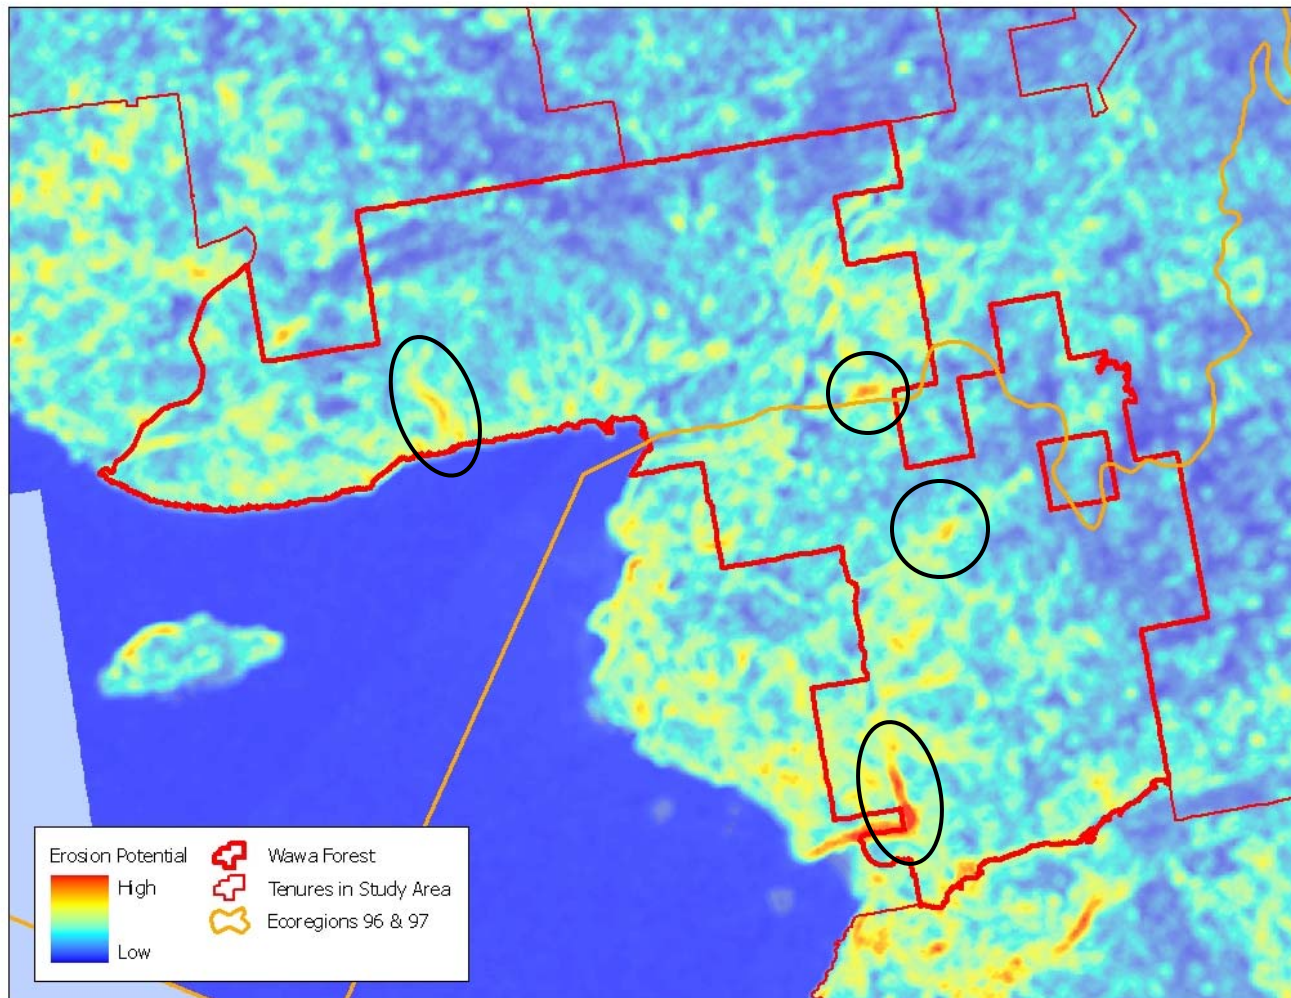 Erosion Potential
High
Low
Wawa Forest
Tenures in Study Area
Ecoregions 96 & 97